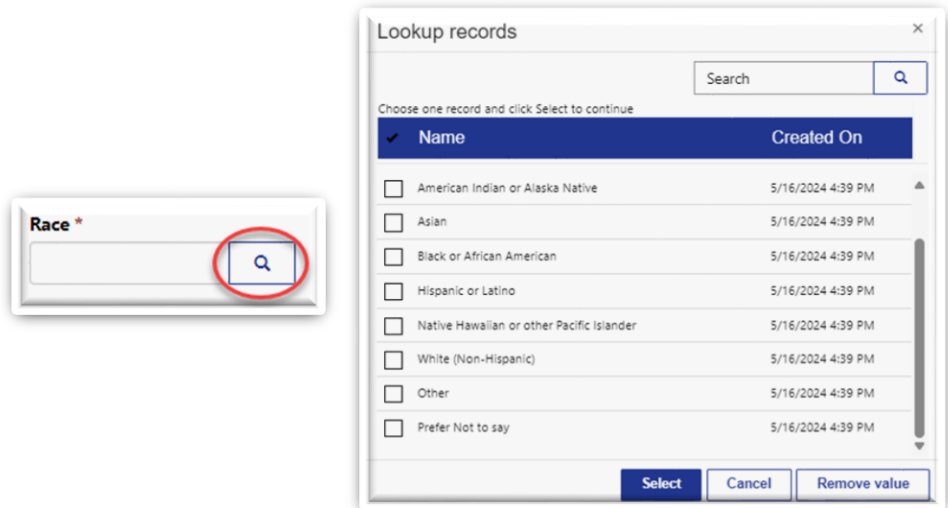 Race *
Lookup records
Search
Choose one record and click Select to continue
Name Created On
American Indian or Alaska Native 5/16/2024 4:39 PM
Asian 5/16/2024 4:39 PM
Black or African American 5/16/2024 4:39 PM
Hispanic or Latino 5/16/2024 4:39 PM
Native Hawaiian or other Pacific Islander 5/16/2024 4:39 PM
White (Non-Hispanic) 5/16/2024 4:39 PM
Other 5/16/2024 4:39 PM
Prefer Not to say 5/16/2024 4:39 PM
Select Cancel Remove value